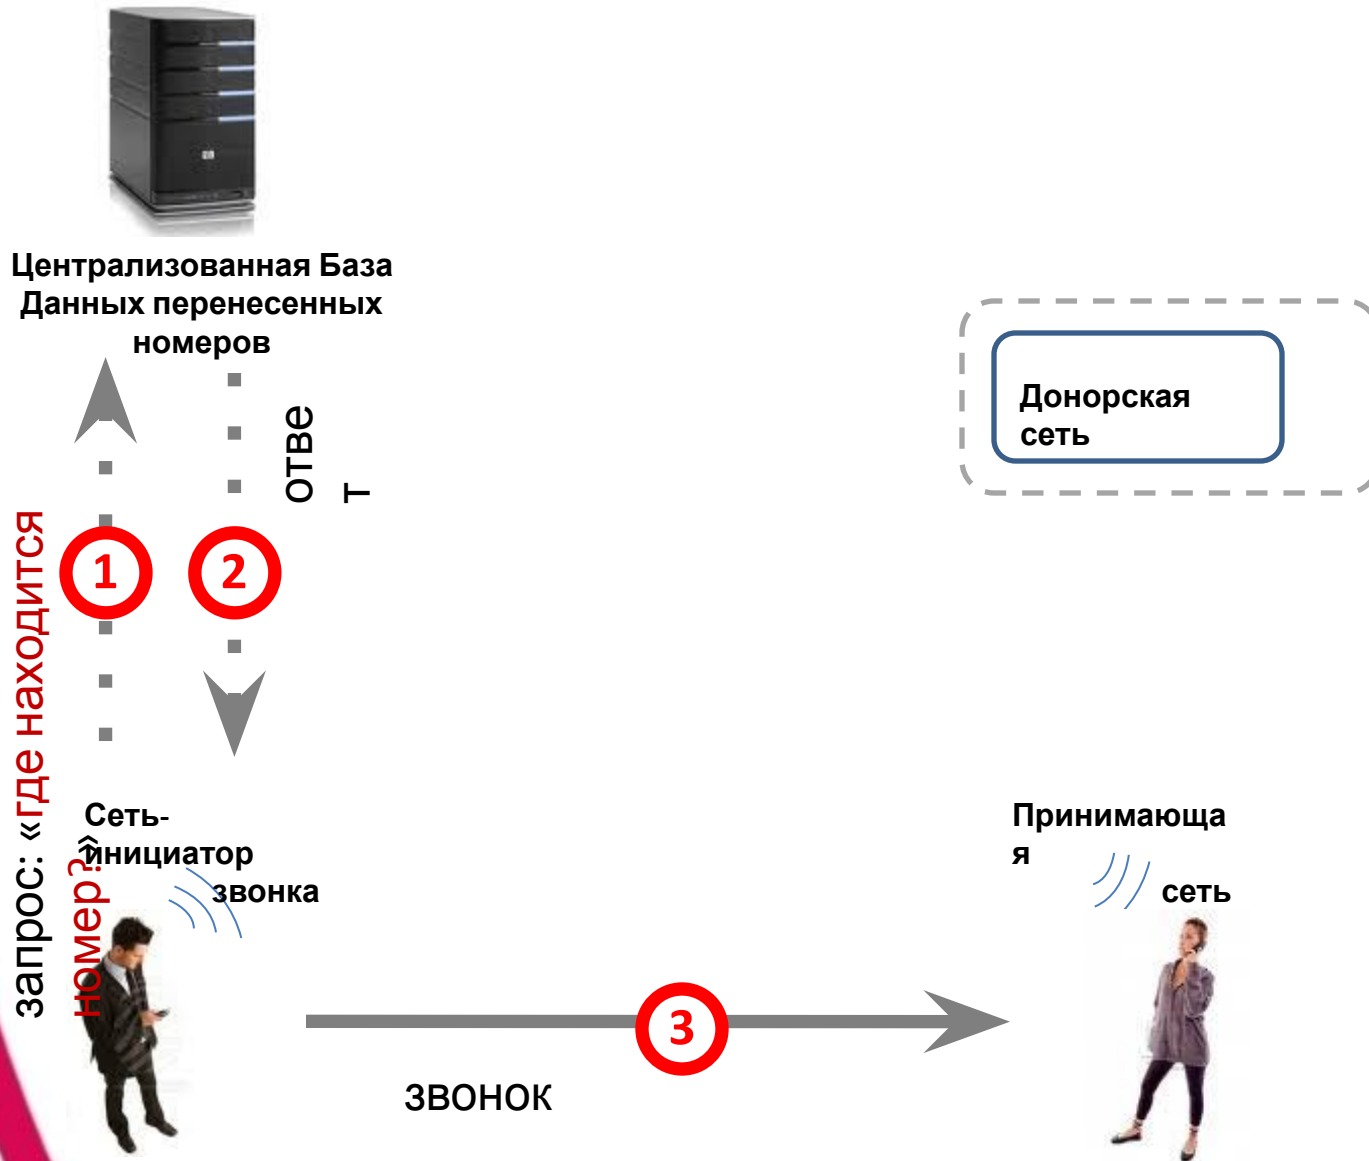 Централизованная База
Данных перенесенных
номеров
Донорская
сеть
отве
т
1
2
запрос: «где находится
номер?»
Сеть-
инициатор
звонка
Принимающа
я
сеть
3
звонок